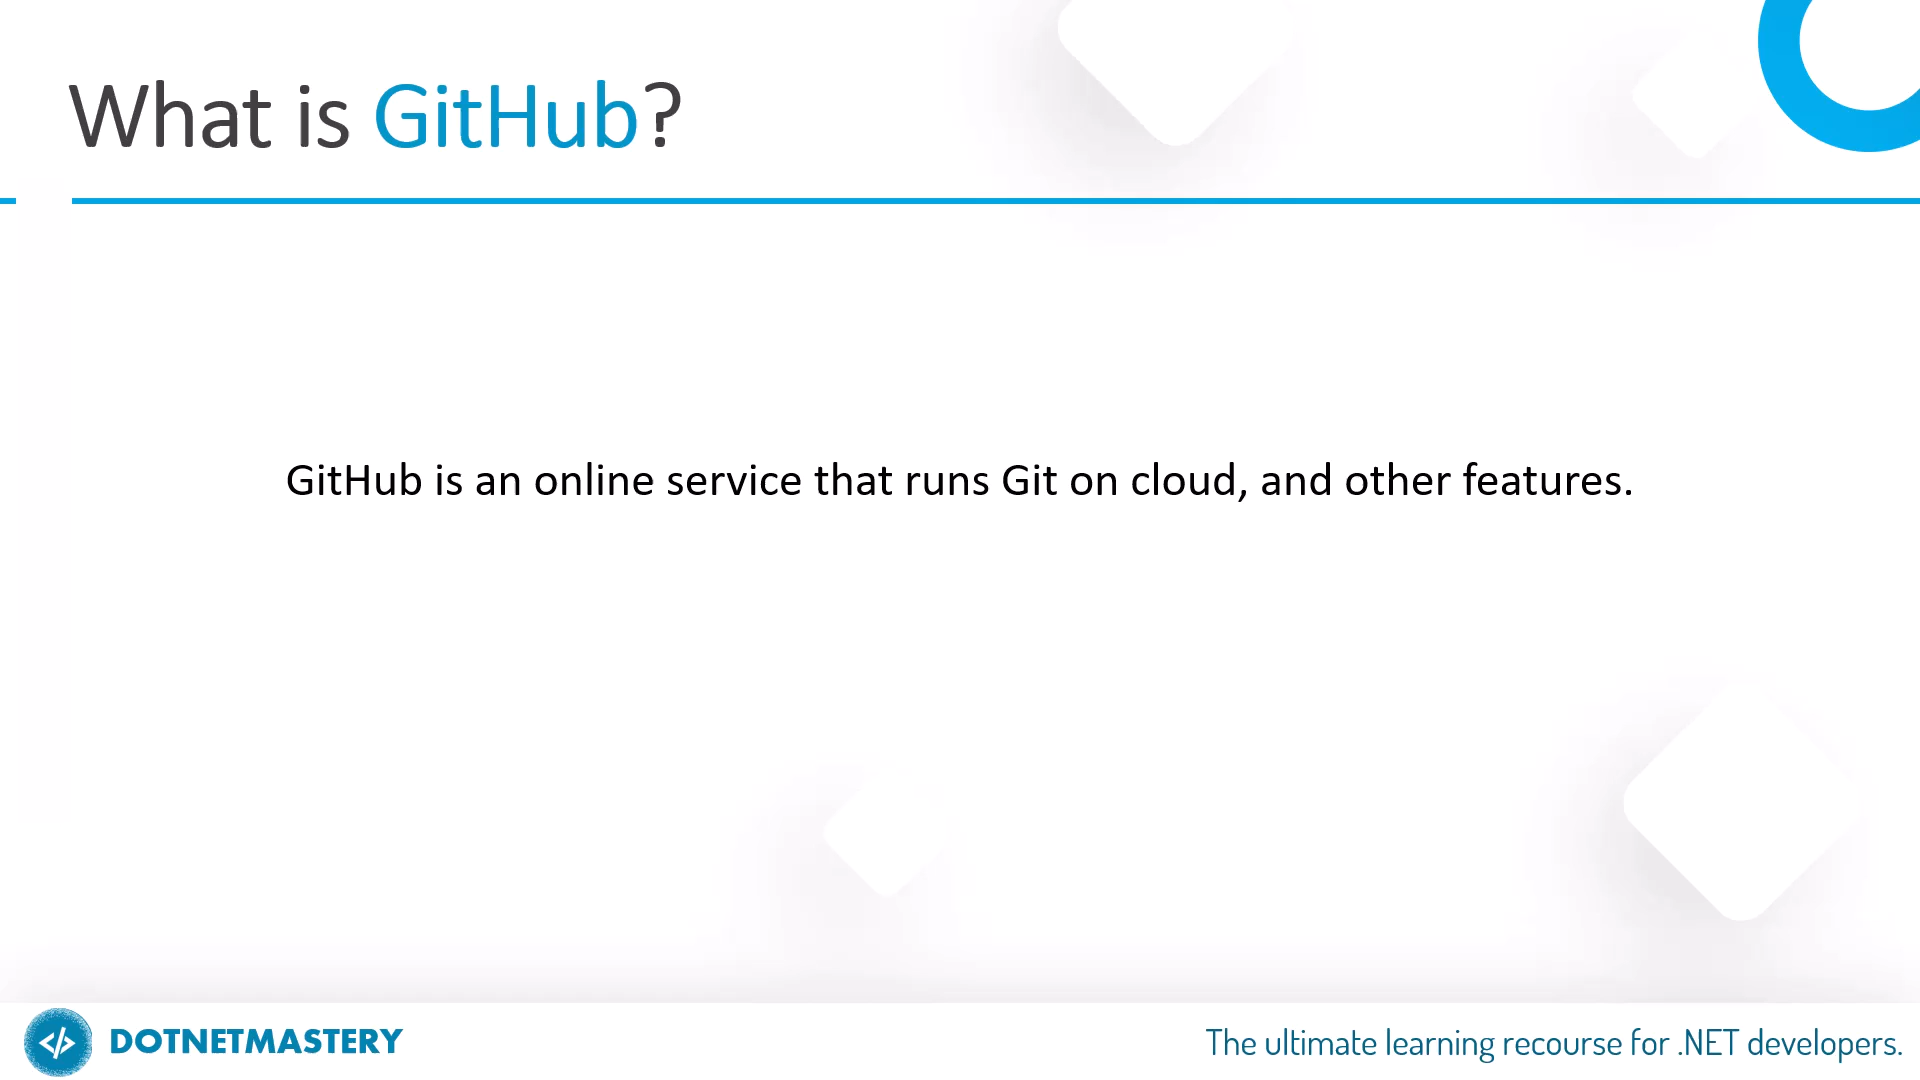 What is GitHub?
GitHub is an online service that runs Git on cloud, and other features.
</>
DOTNETMASTERY
The ultimate learning recourse for .NET developers.